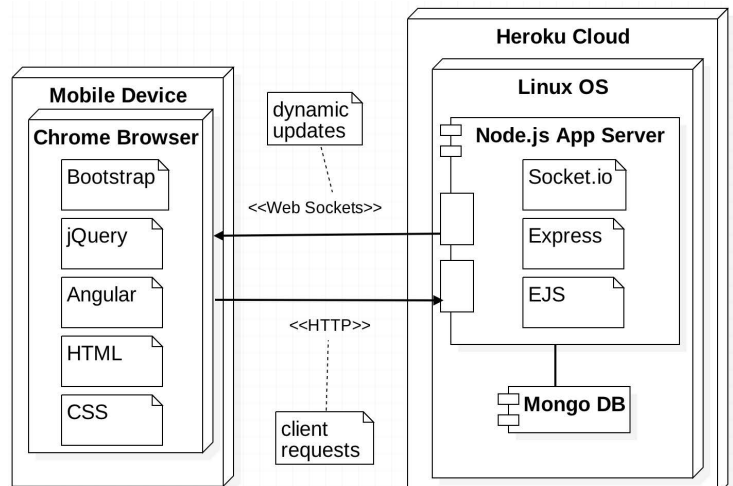 Heroku Cloud
Mobile Device
Linux OS
Chrome Browser
dynamic
updates
Node.js App Server
Bootstrap
Socket.io
<<Web Sockets>>
jQuery
Express
Angular
EJS
<<HTTP>>
HTML
CSS
Mongo DB
client
requests